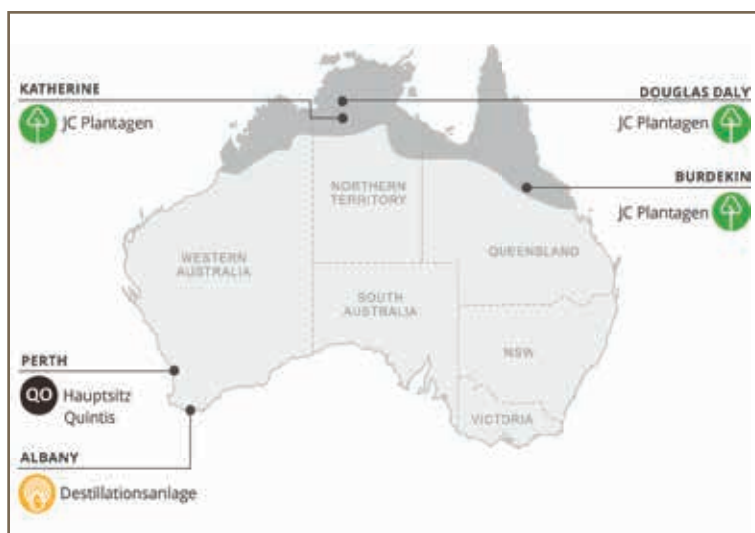 KATHERINE
JC Plantagen
DOUGLAS DALY
JC Plantagen
BURDEKIN
JC Plantagen
NORTHERN
TERRITORY
WESTERN
AUSTRALIA
QUEENSLAND
SOUTH
AUSTRALIA
NSW
VICTORIA
PERTH
QO
Hauptsitz
Quintis
ALBANY
Destillationsanlage